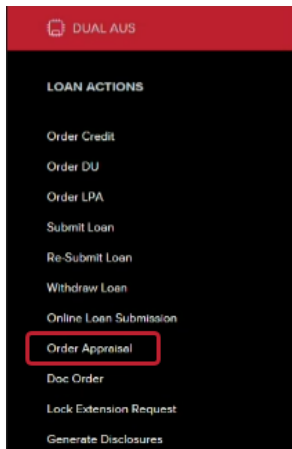 DUAL AUS
LOAN ACTIONS
Order Credit
Order DU
Order LPA
Submit Loan
Re-Submit Loan
Withdraw Loan
Online Loan Submission
Order Appraisal
Doc Order
Lock Extension Request
Generate Disclosures